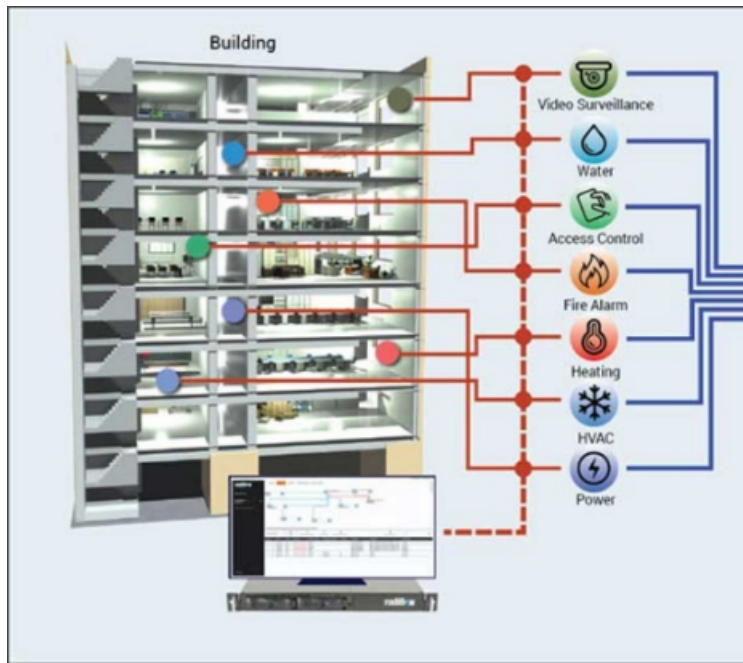 Building
Video Surveillance
Water
Access Control
Fire Alarm
Heating
HVAC
Power